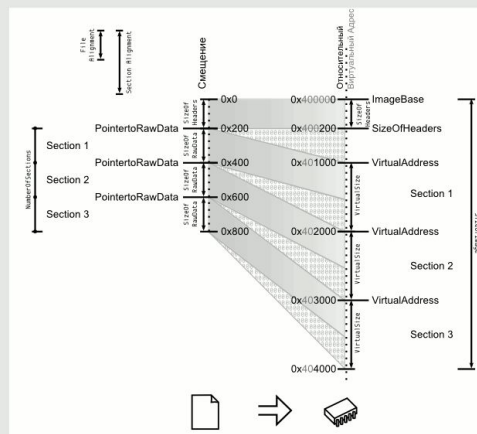 File
Alignment
Section Alignment
Смещение
Относительный
Виртуальный Адрес
0x0
0x400000
ImageBase
SizeOf
Headers
SizeOf
Headers
PointertoRawData
0x200
0x400200
SizeOfHeaders
NumberOfSections
Section 1
SizeOf
RawData
PointertoRawData
0x400
0x401000
VirtualAddress
Section 2
SizeOf
RawData
VirtualSize
Section 1
PointertoRawData
0x600
Section 3
SizeOf
RawData
0x800
0x402000
VirtualAddress
VirtualSize
Section 2
0x403000
VirtualAddress
VirtualSize
Section 3
0x404000